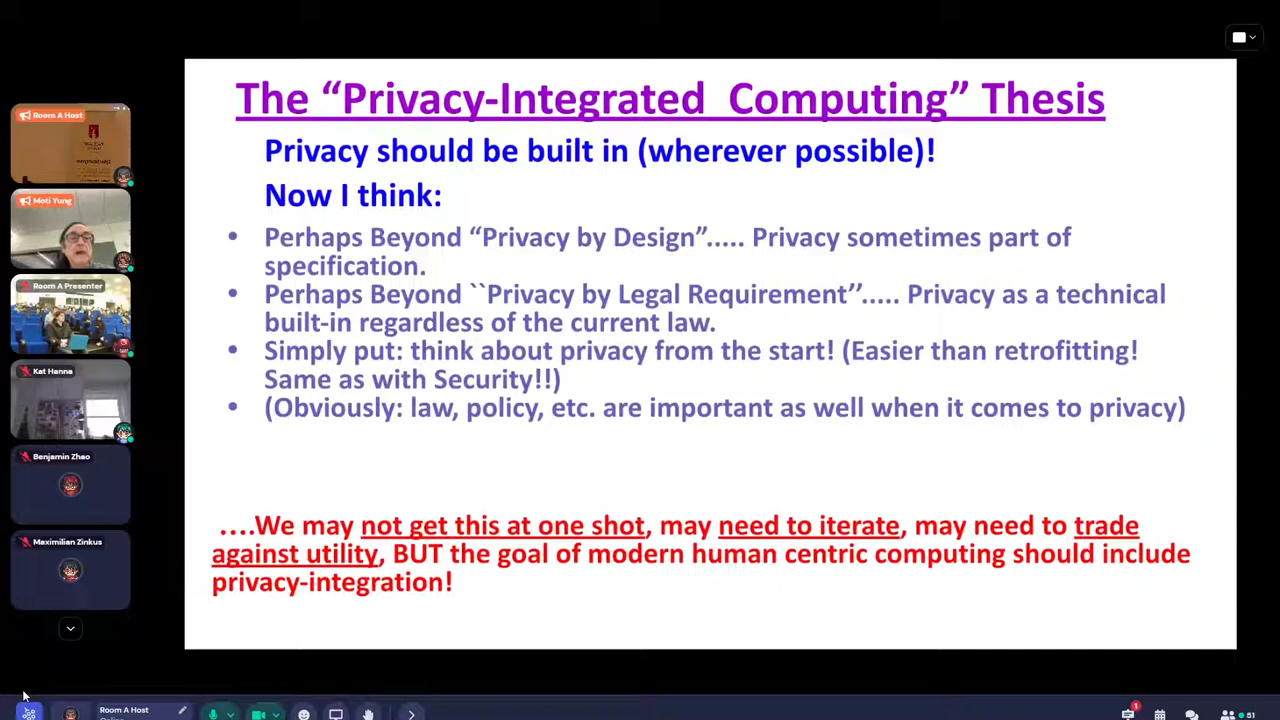 The “Privacy-Integrated Computing” Thesis
Privacy should be built in (wherever possible)!
Now I think:
• Perhaps Beyond “Privacy by Design”..... Privacy sometimes part of
specification.
• Perhaps Beyond ``Privacy by Legal Requirement’’..... Privacy as a technical
built-in regardless of the current law.
• Simply put: think about privacy from the start! (Easier than retrofitting!
Same as with Security!!)
• (Obviously: law, policy, etc. are important as well when it comes to privacy)
....We may not get this at one shot, may need to iterate, may need to trade
against utility, BUT the goal of modern human centric computing should include
privacy-integration!
Room A Host
Moti Yung
Room A Presenter
Kat Hanna
Benjamin Zhao
Maximilian Zinkus
Room A Host
Online
1
51